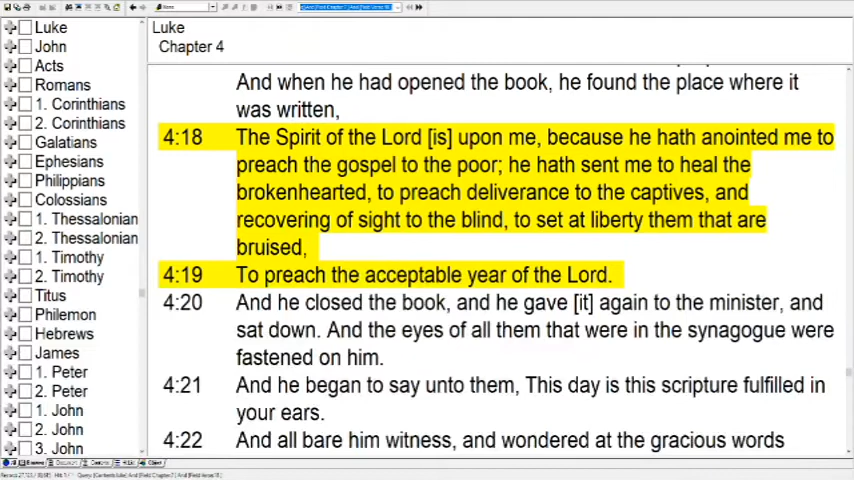 Luke
John
Acts
Romans
1. Corinthians
2. Corinthians
Galatians
Ephesians
Philippians
Colossians
1. Thessalonian
2. Thessalonian
1. Timothy
2. Timothy
Titus
Philemon
Hebrews
James
1. Peter
2. Peter
1. John
2. John
3. John
Luke
Chapter 4
And when he had opened the book, he found the place where it
was written,
4:18 The Spirit of the Lord [is] upon me, because he hath anointed me to
preach the gospel to the poor; he hath sent me to heal the
brokenhearted, to preach deliverance to the captives, and
recovering of sight to the blind, to set at liberty them that are
bruised,
4:19 To preach the acceptable year of the Lord.
4:20 And he closed the book, and he gave [it] again to the minister, and
sat down. And the eyes of all them that were in the synagogue were
fastened on him.
4:21 And he began to say unto them, This day is this scripture fulfilled in
your ears.
4:22 And all bare him witness, and wondered at the gracious words